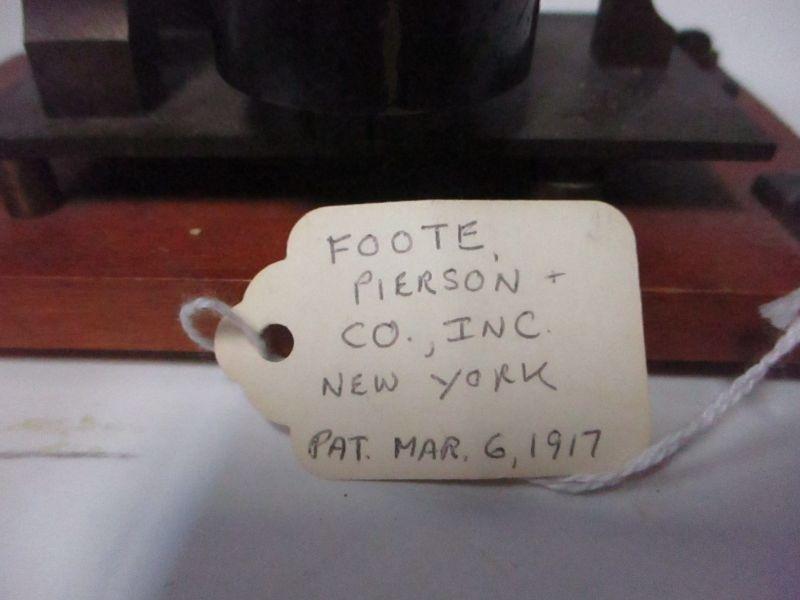 FOOTE,
PIERSON +
CO., INC.
NEW YORK
PAT. MAR. 6, 1917